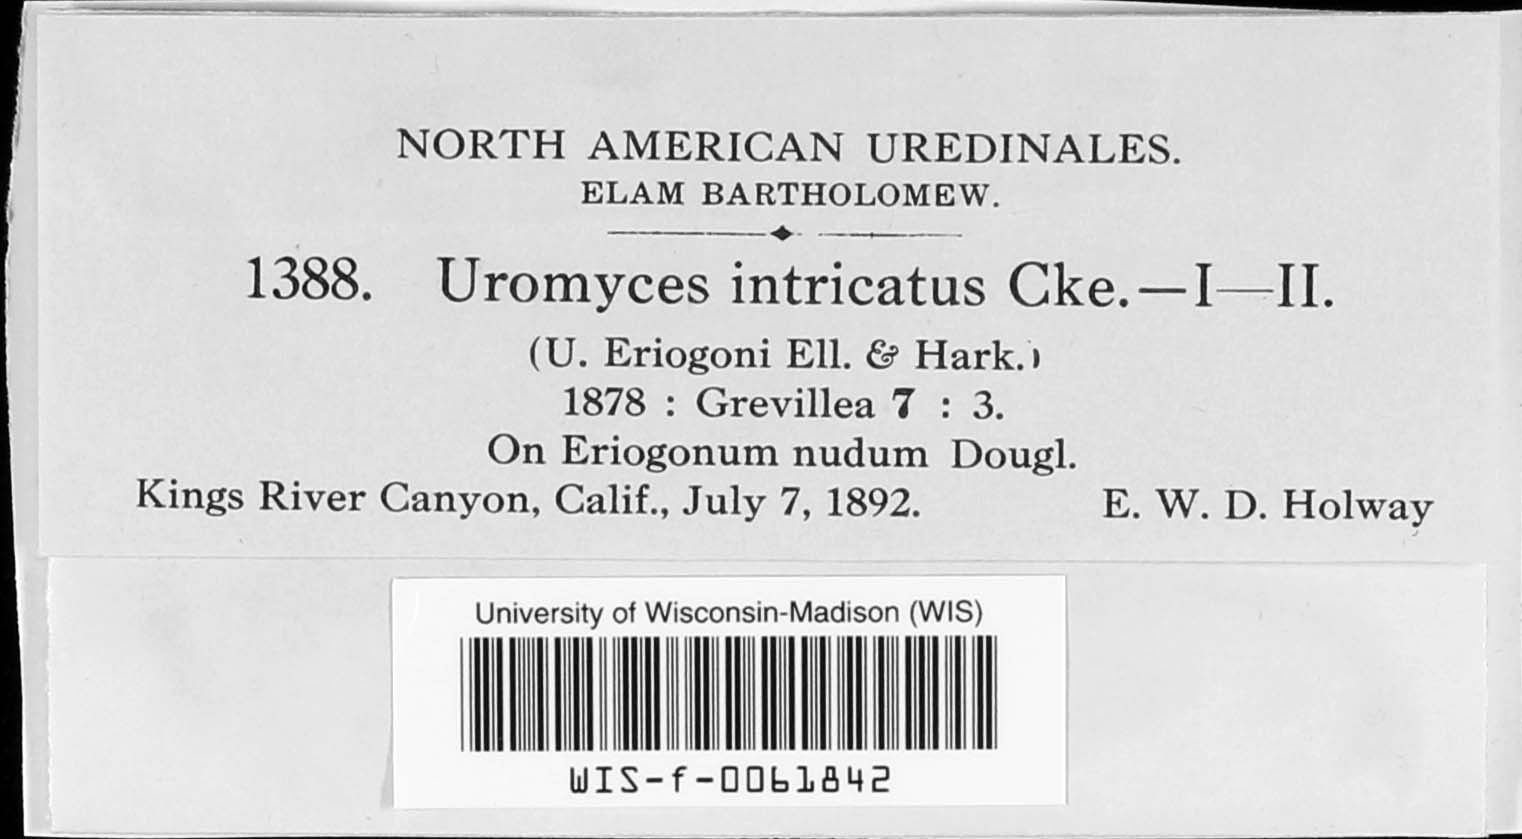 NORTH AMERICAN UREDINALES.
ELAM BARTHOLOMEW.
1388. Uromyces intricatus Cke.—I—II.
(U. Eriogoni Ell. & Hark.)
1878 : Grevillea 7 : 3.
On Eriogonum nudum Dougl.
Kings River Canyon, Calif., July 7, 1892. E. W. D. Holway
University of Wisconsin-Madison (WIS)
WIS-f-0061842